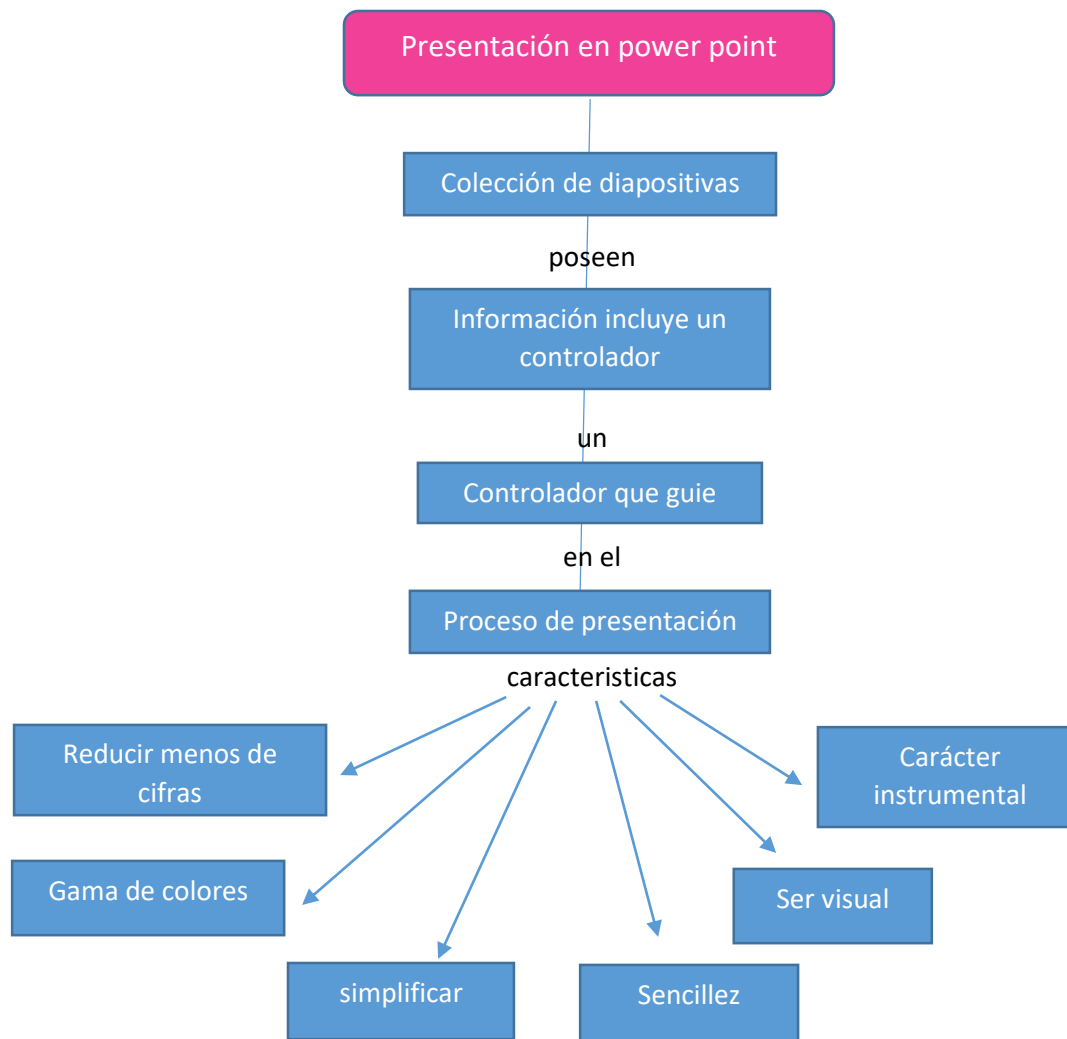 Presentación en power point
Colección de diapositivas
poseen
Información incluye un
controlador
un
Controlador que guie
en el
Proceso de presentación
caracteristicas
Reducir menos de
cifras
Carácter
instrumental
Gama de colores
Ser visual
simplificar
Sencillez